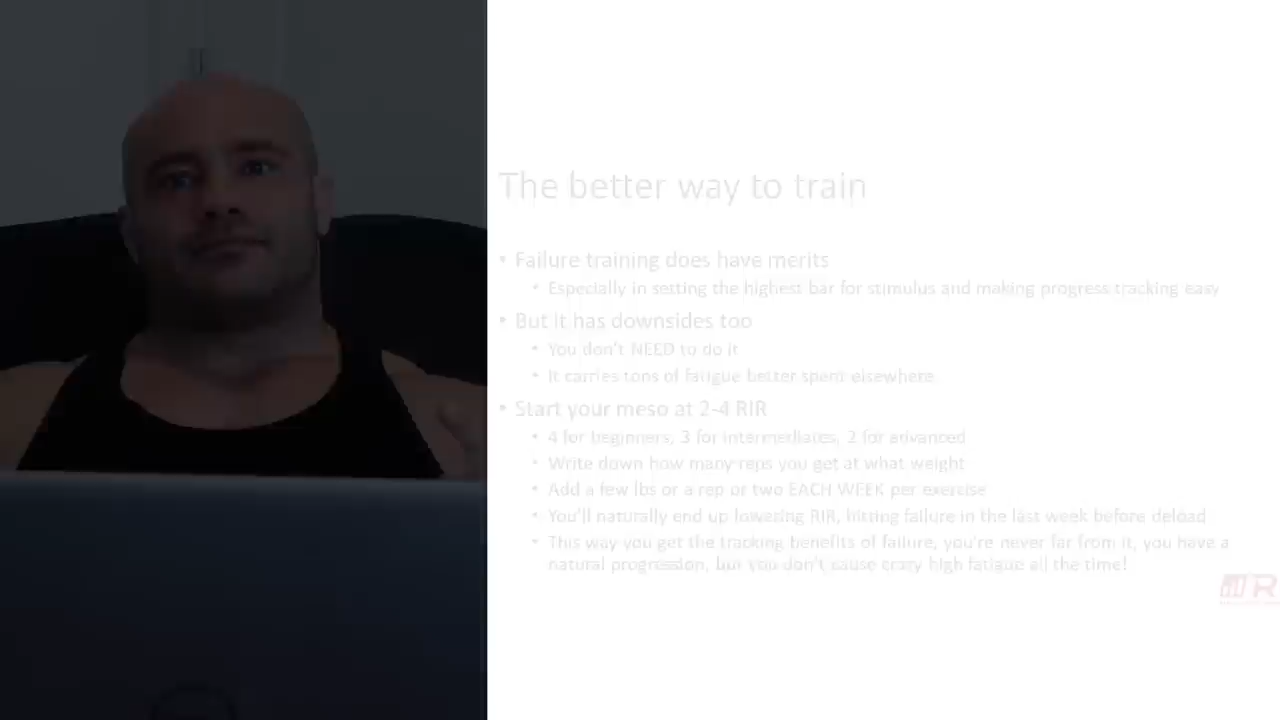 The better way to train
• Failure training does have merits
• Especially in setting the highest bar for stimulus and making progress tracking easy
• But it has downsides too
• You don't NEED to do it
• It carries tons of fatigue better spent elsewhere
• Start your meso at 2-4 RIR
• 4 for beginners, 3 for intermediates, 2 for advanced
• Write down how many reps you get at what weight
• Add a few lbs or a rep or two EACH WEEK per exercise
• You'll naturally end up lowering RIR, hitting failure in the last week before deload
• This way you get the tracking benefits of failure, you're never far from it, you have a
natural progression, but you don't cause crazy high fatigue all the time!
R